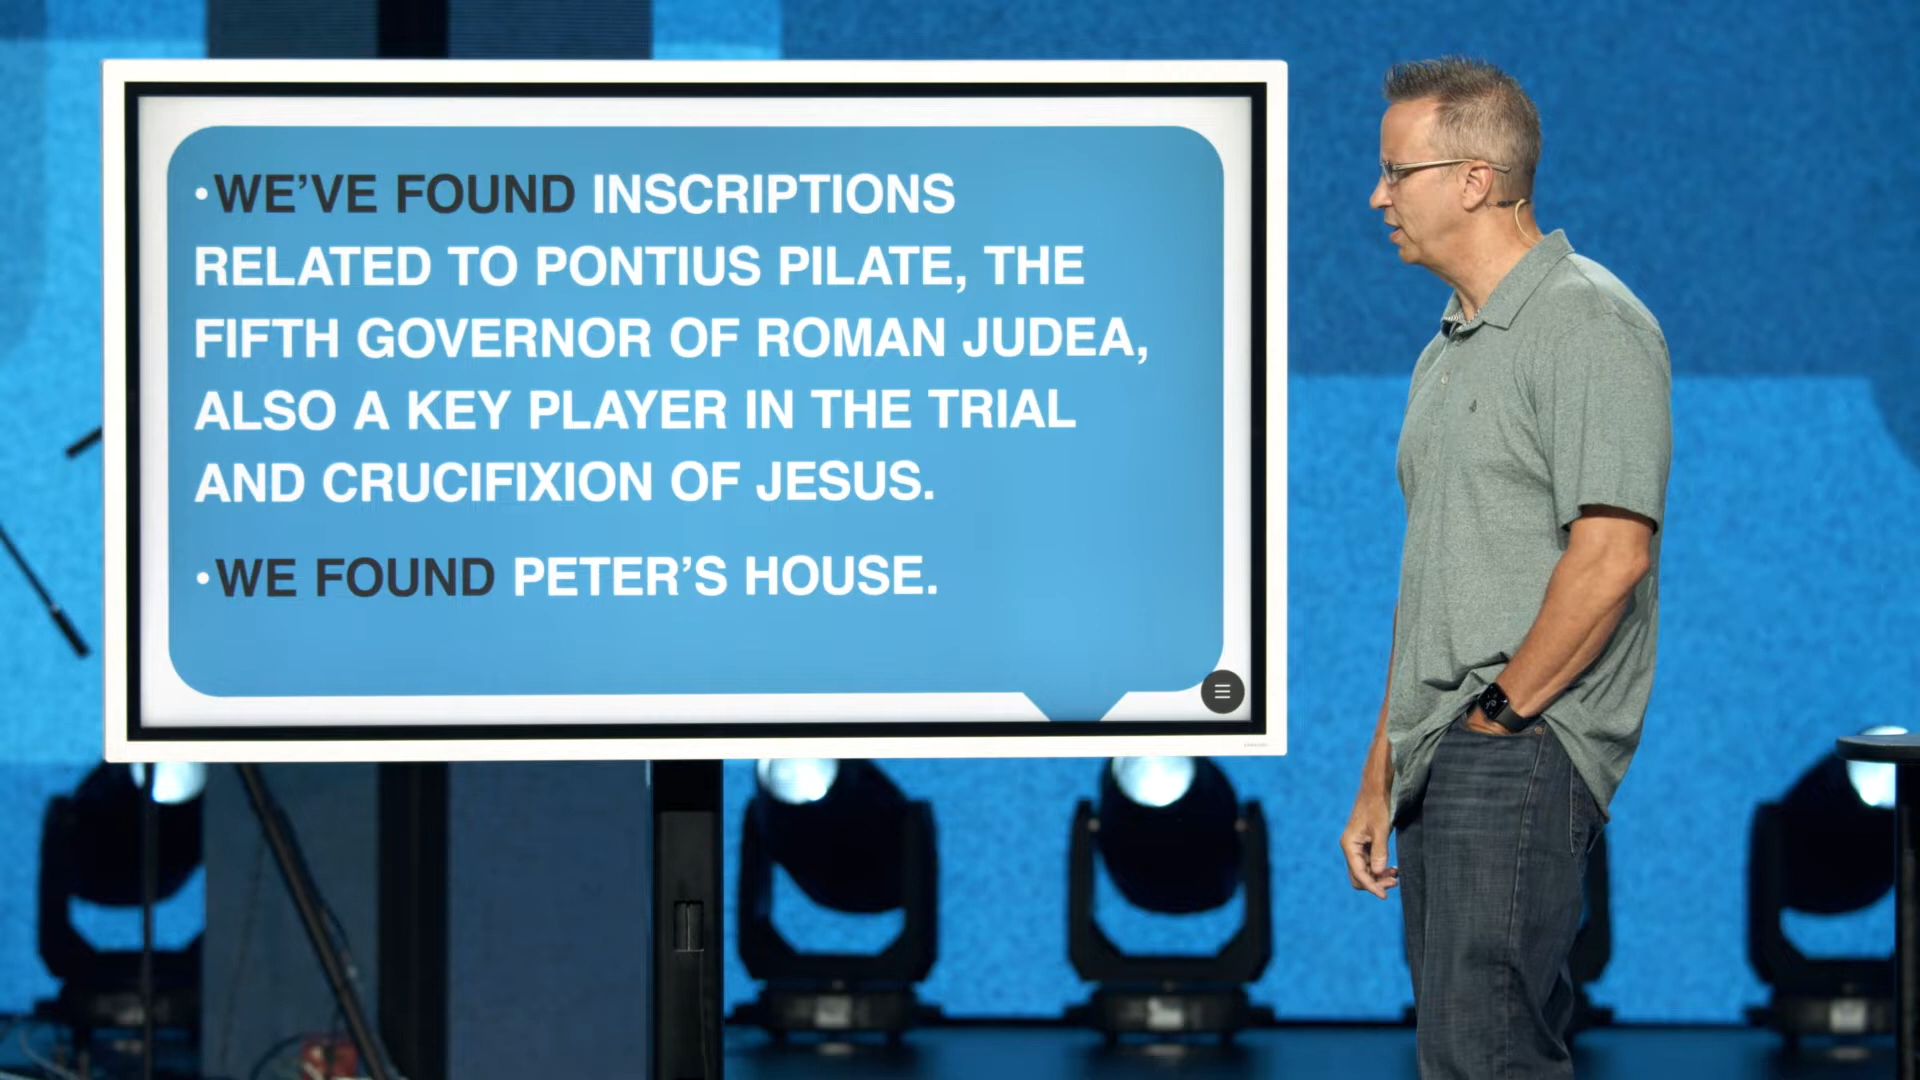 •WE’VE FOUND INSCRIPTIONS
RELATED TO PONTIUS PILATE, THE
FIFTH GOVERNOR OF ROMAN JUDEA,
ALSO A KEY PLAYER IN THE TRIAL
AND CRUCIFIXION OF JESUS.
•WE FOUND PETER’S HOUSE.